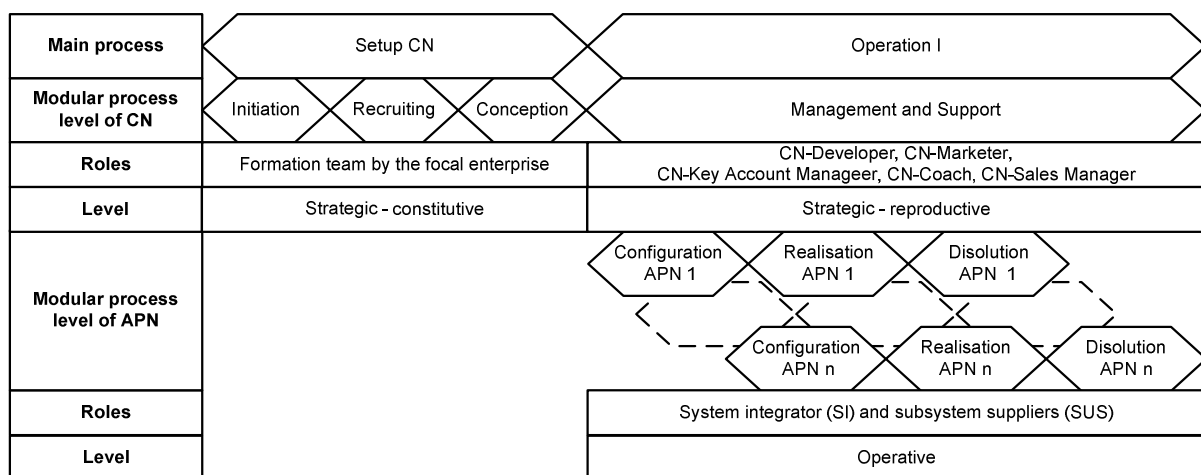 Main process
Setup CN
Operation I
Modular process
level of CN
Initiation
Recruiting
Conception
Management and Support
Roles
Formation team by the focal enterprise
CN-Developer, CN-Marketer,
CN-Key Account Manageer, CN-Coach, CN-Sales Manager
Level
Strategic - constitutive
Strategic - reproductive
Modular process
level of APN
Configuration
APN 1
Realisation
APN 1
Disolution
APN 1
Configuration
APN n
Realisation
APN n
Disolution
APN n
Roles
System integrator (SI) and subsystem suppliers (SUS)
Level
Operative